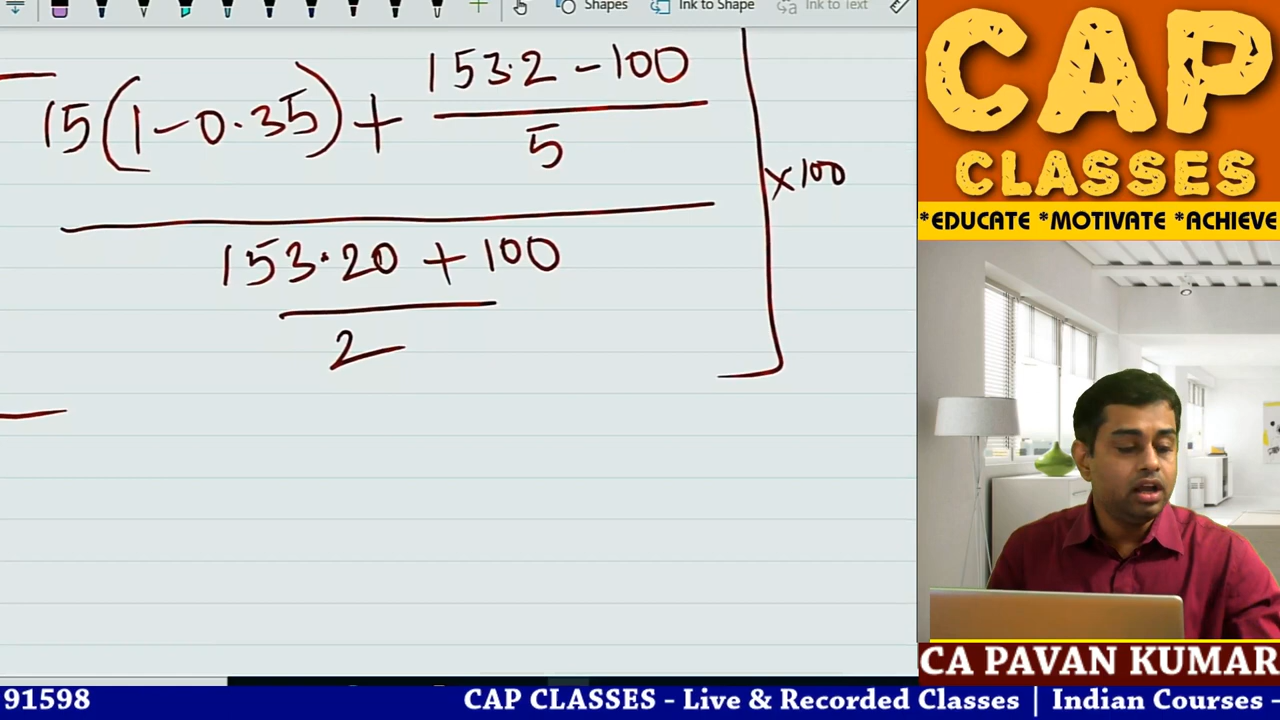 Shapes
Ink to Shape
Ink to Text
15(1-0.35)+
153.2-100
5
×100
153.20+100
2
CAP
CLASSES
*EDUCATE *MOTIVATE *ACHIEVE
CA PAVAN KUMAR
91598
CAP CLASSES - Live & Recorded Classes | Indian Courses -